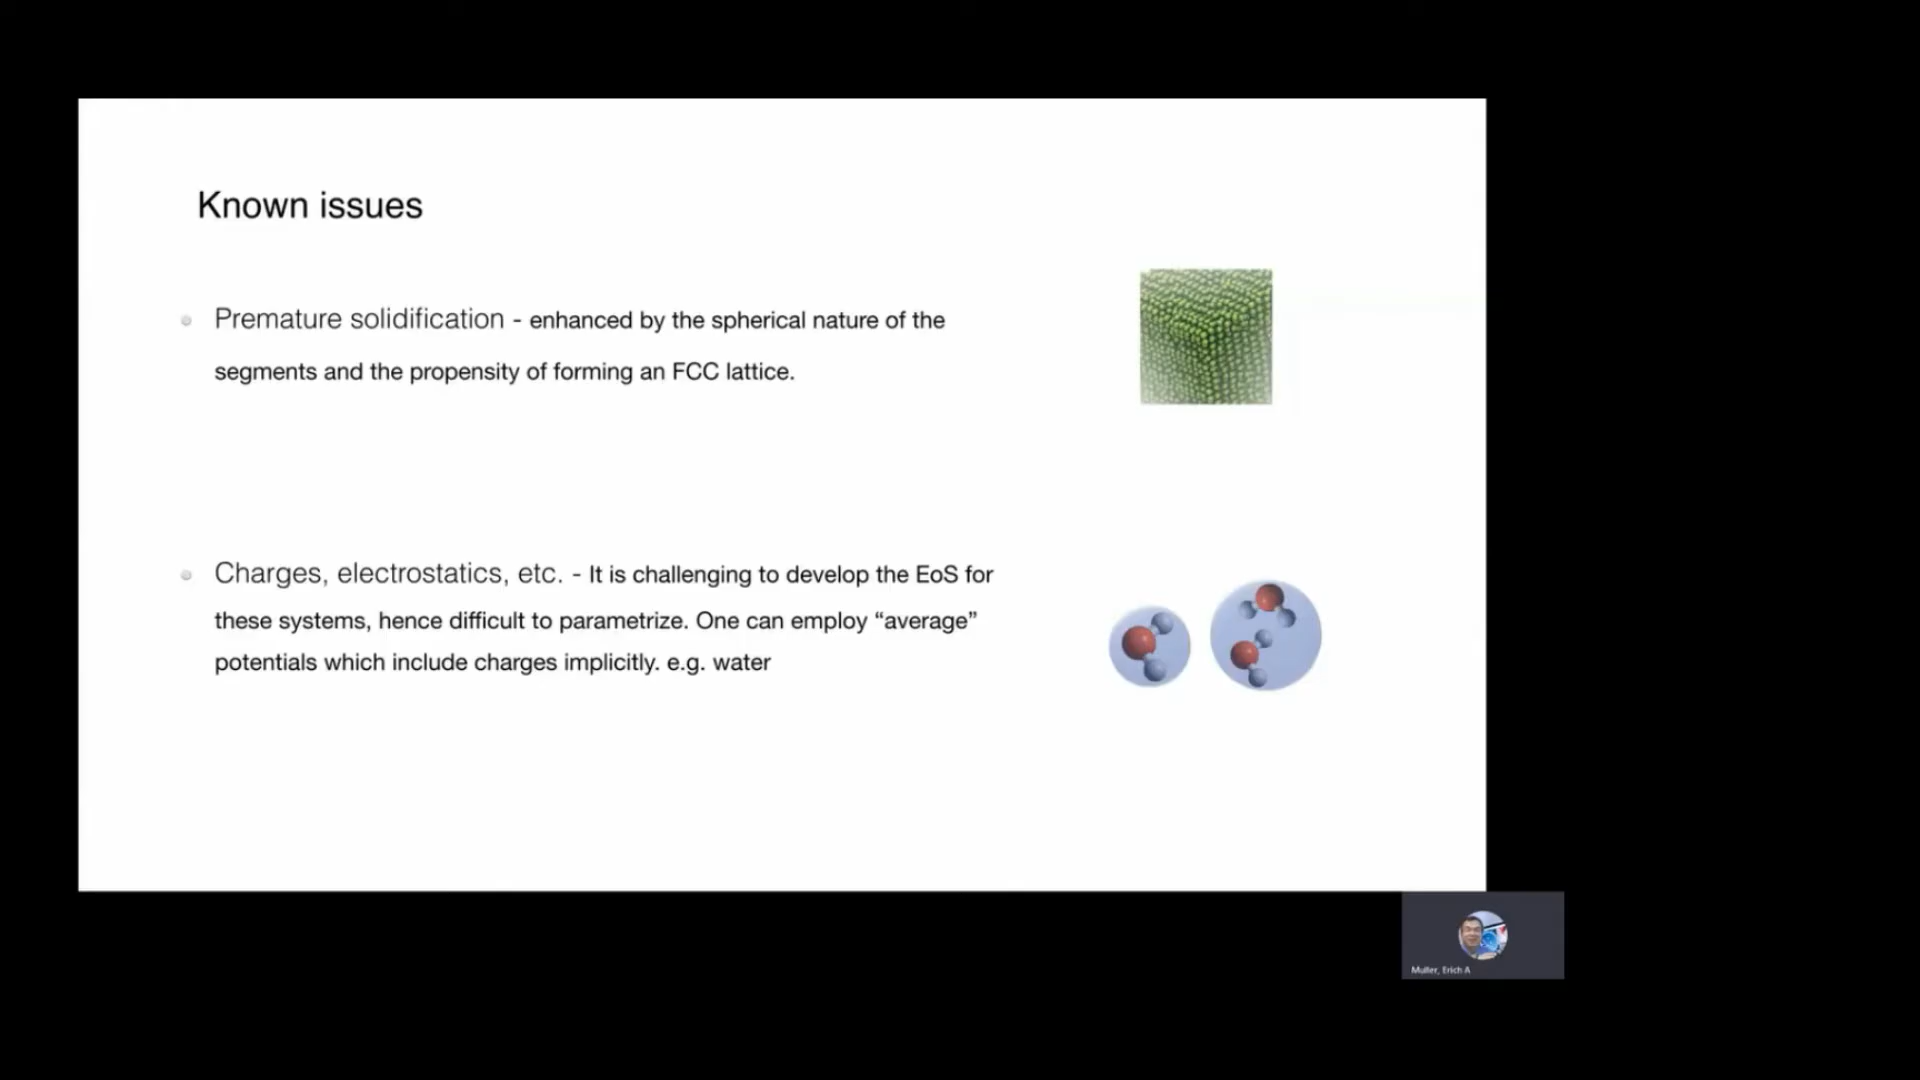 Known issues
Premature solidification - enhanced by the spherical nature of the
segments and the propensity of forming an FCC lattice.
Charges, electrostatics, etc. - It is challenging to develop the EoS for
these systems, hence difficult to parametrize. One can employ “average”
potentials which include charges implicitly. e.g. water
Muller, Erich A